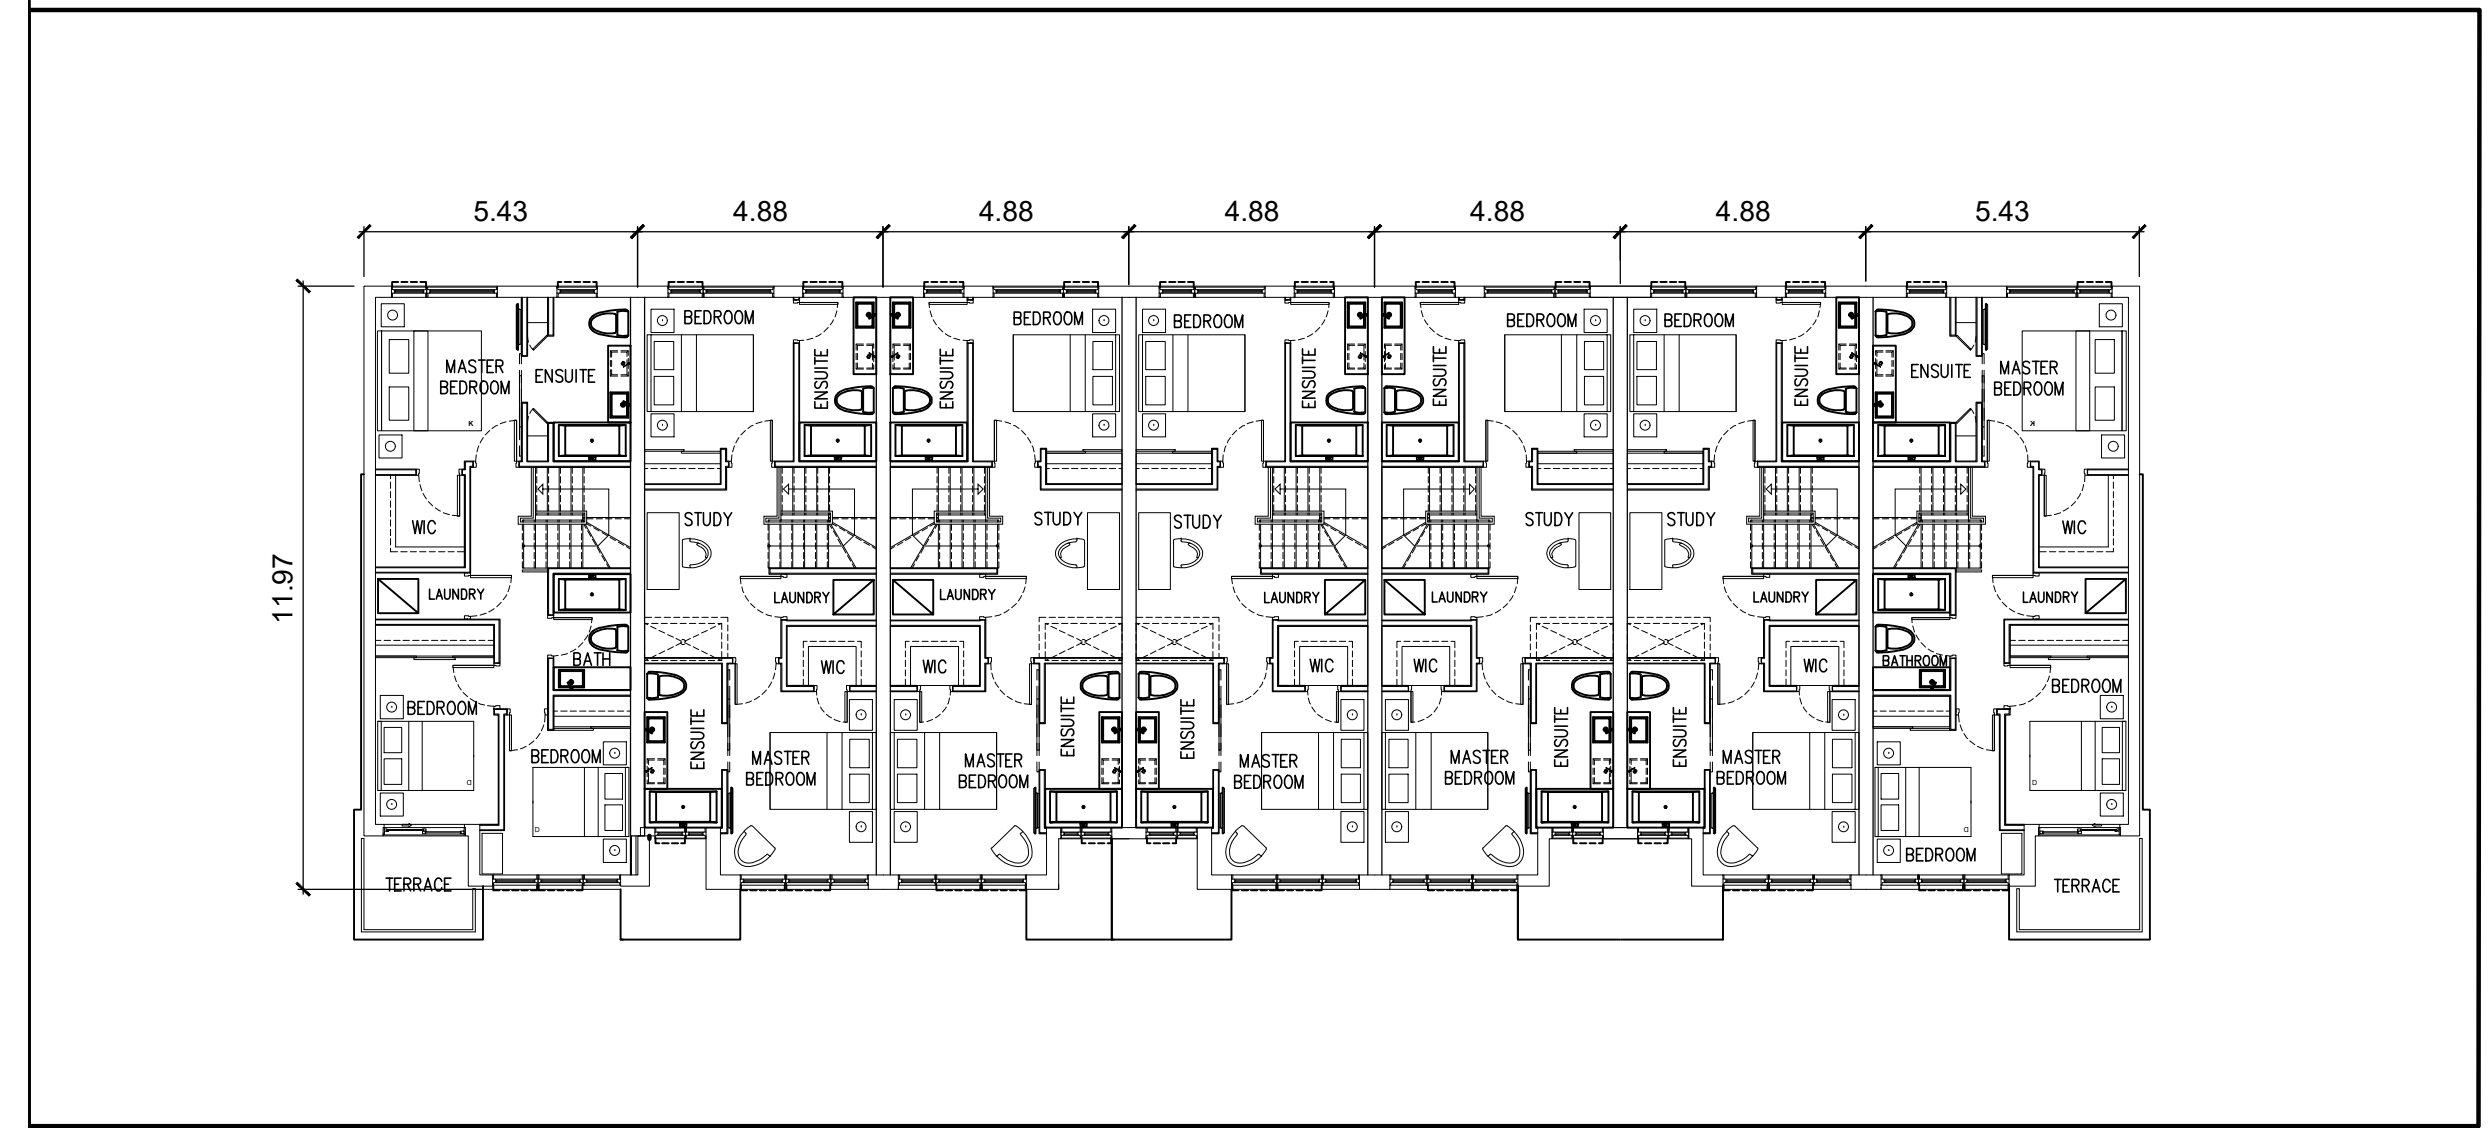 5.43
4.88
4.88
4.88
4.88
4.88
5.43
11.97
MASTER
BEDROOM
ENSUITE
WIC
LAUNDRY
BATH
BEDROOM
BEDROOM
TERRACE
BEDROOM
ENSUITE
STUDY
LAUNDRY
WIC
ENSUITE
MASTER
BEDROOM
ENSUITE
BEDROOM
STUDY
LAUNDRY
WIC
MASTER
BEDROOM
ENSUITE
BEDROOM
ENSUITE
STUDY
LAUNDRY
WIC
ENSUITE
MASTER
BEDROOM
ENSUITE
BEDROOM
STUDY
LAUNDRY
WIC
MASTER
BEDROOM
ENSUITE
BEDROOM
ENSUITE
STUDY
LAUNDRY
WIC
ENSUITE
MASTER
BEDROOM
ENSUITE
MASTER
BEDROOM
WIC
LAUNDRY
BATHROOM
BEDROOM
BEDROOM
TERRACE
K
D
D
K
D
D